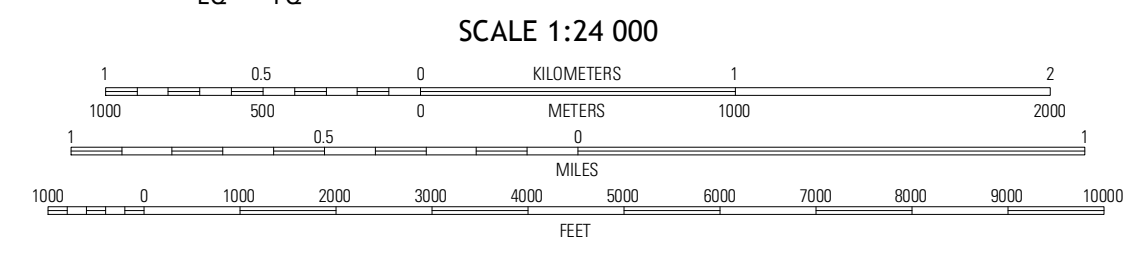 SCALE 1:24 000
1 0.5 0 KILOMETERS 1 2
1000 500 0 METERS 1000 2000
1 0.5 0 1
MILES
1000 0 1000 2000 3000 4000 5000 6000 7000 8000 9000 10000
FEET